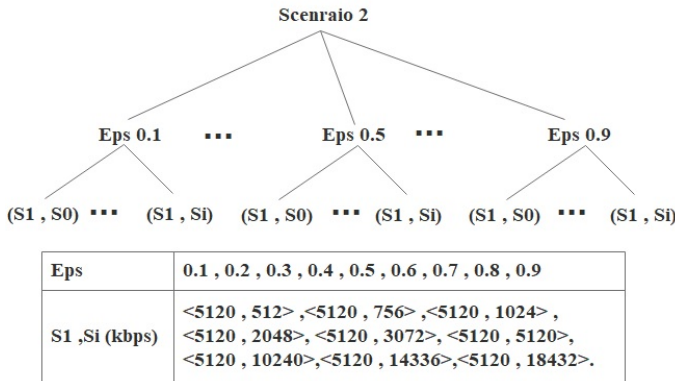 Scenraio 2
Eps 0.1 ... Eps 0.5 ... Eps 0.9
(S1 , S0) ... (S1 , Si) (S1 , S0) ... (S1 , Si) (S1 , S0) ... (S1 , Si)
Eps 0.1 , 0.2 , 0.3 , 0.4 , 0.5 , 0.6 , 0.7 , 0.8 , 0.9
<5120 , 512> ,<5120 , 756> ,<5120 , 1024> ,
S1 ,Si (kbps) <5120 , 2048>, <5120 , 3072>, <5120 , 5120>,
<5120 , 10240>,<5120 , 14336>,<5120 , 18432>.